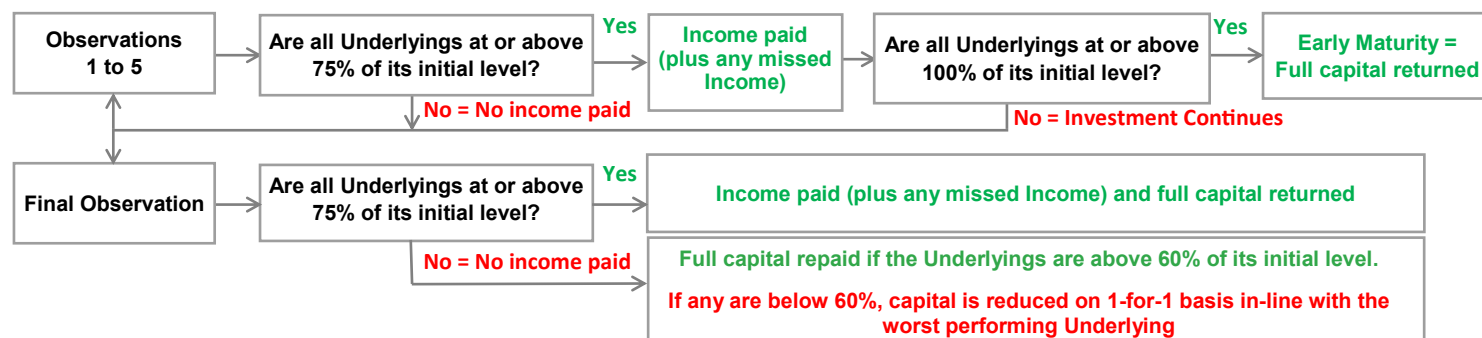 Observations
1 to 5
Are all Underlyings at or above
75% of its initial level?
Yes
Income paid
(plus any missed
Income)
Are all Underlyings at or above
100% of its initial level?
Yes
Early Maturity =
Full capital returned
No = No income paid
No = Investment Continues
Final Observation
Are all Underlyings at or above
75% of its initial level?
Yes
Income paid (plus any missed Income) and full capital returned
No = No income paid
Full capital repaid if the Underlyings are above 60% of its initial level.
If any are below 60%, capital is reduced on 1-for-1 basis in-line with the
worst performing Underlying